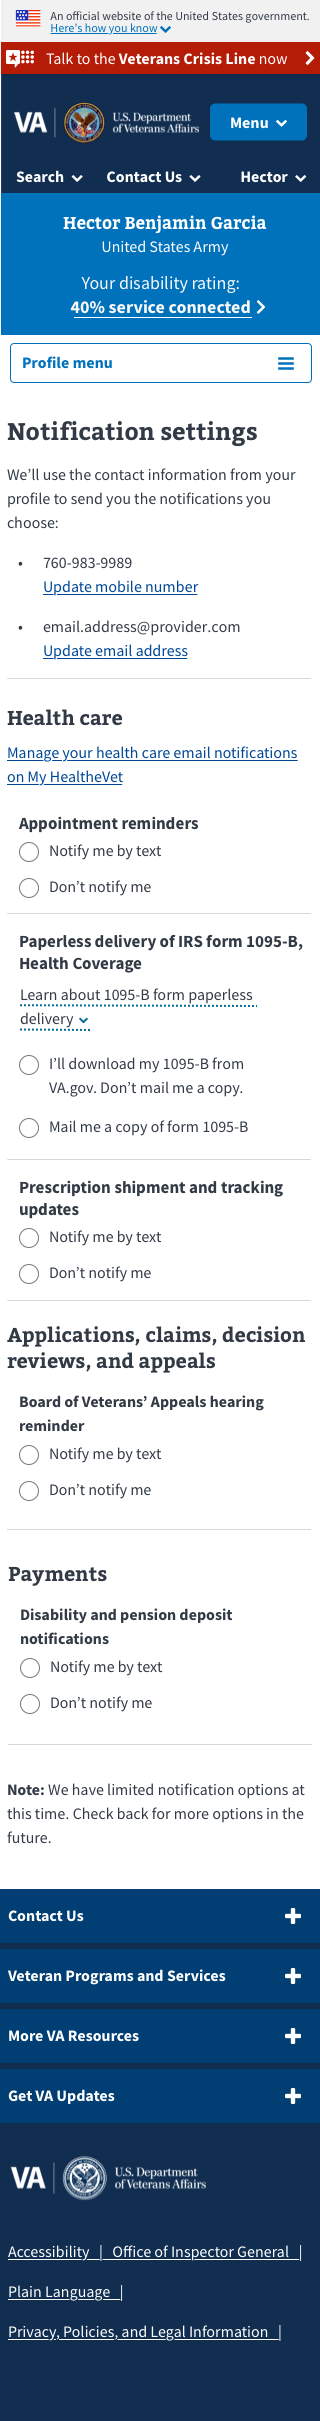 An official website of the United States government.
Here's how you know
Talk to the Veterans Crisis Line now
VA
U.S. Department
of Veterans Affairs
Menu
Search Contact Us Hector
Hector Benjamin Garcia
United States Army
Your disability rating:
40% service connected
Profile menu
Notification settings
We'll use the contact information from your
profile to send you the notifications you
choose:
• 760-983-9989
Update mobile number
• email.address@provider.com
Update email address
Health care
Manage your health care email notifications
on My HealtheVet
Appointment reminders
Notify me by text
Don't notify me
Paperless delivery of IRS form 1095-B,
Health Coverage
Learn about 1095-B form paperless
delivery
I'll download my 1095-B from
VA.gov. Don't mail me a copy.
Mail me a copy of form 1095-B
Prescription shipment and tracking
updates
Notify me by text
Don't notify me
Applications, claims, decision
reviews, and appeals
Board of Veterans' Appeals hearing
reminder
Notify me by text
Don't notify me
Payments
Disability and pension deposit
notifications
Notify me by text
Don't notify me
Note: We have limited notification options at
this time. Check back for more options in the
future.
Contact Us
Veteran Programs and Services
More VA Resources
Get VA Updates
VA
U.S. Department
of Veterans Affairs
Accessibility | Office of Inspector General |
Plain Language |
Privacy, Policies, and Legal Information |